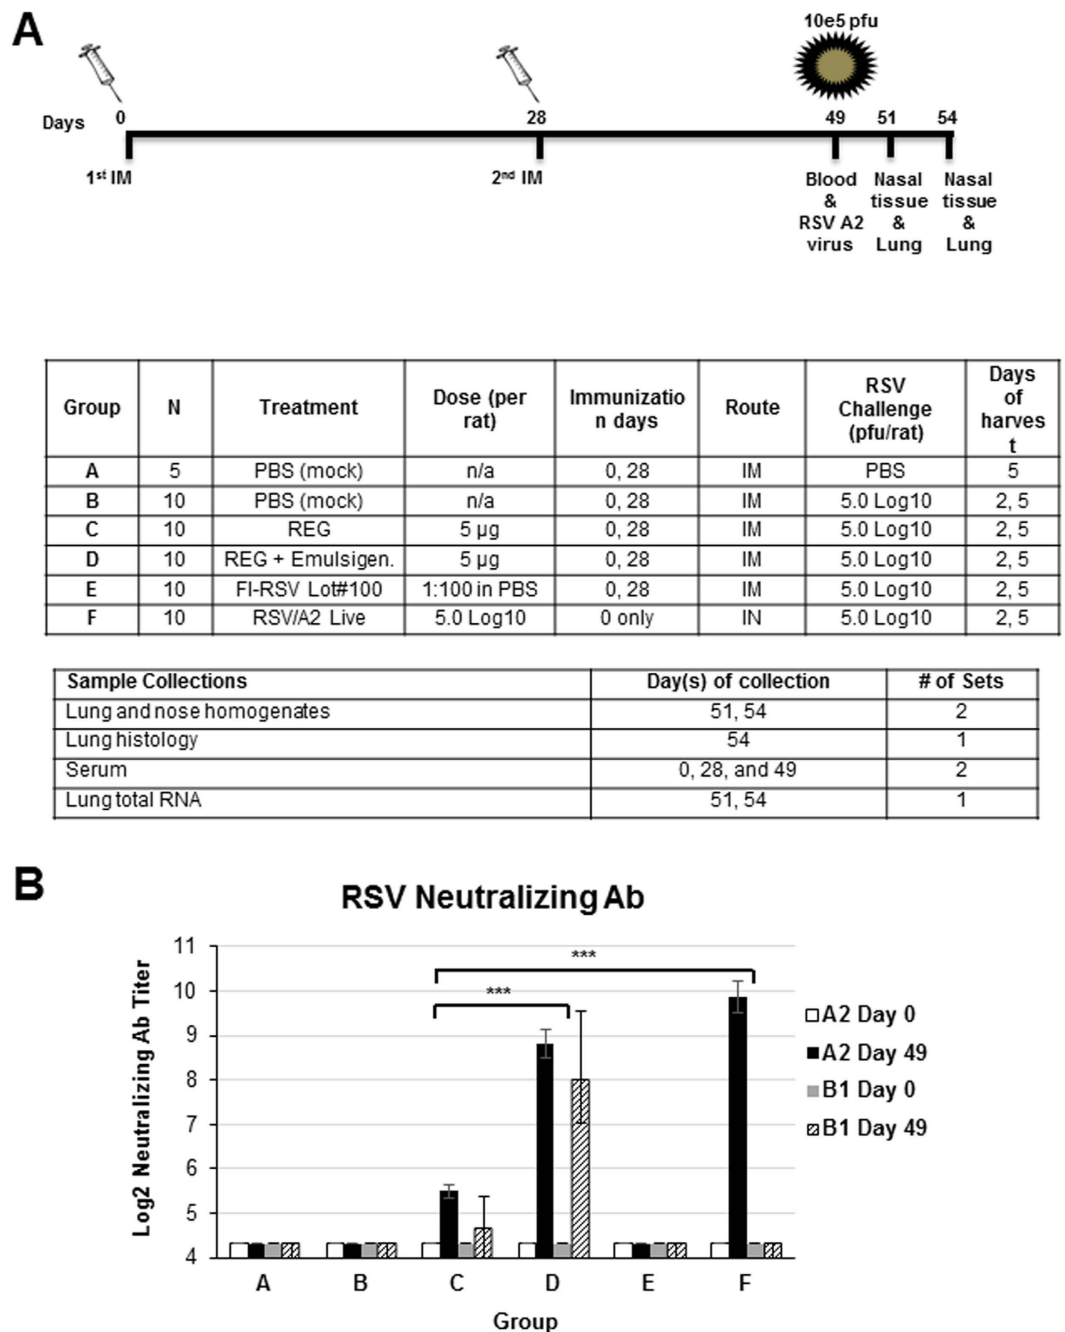 A
10e5 pfu
Days 0 28 49 51 54
1st IM 2nd IM
Blood Nasal Nasal
& tissue tissue
RSV A2 & &
virus Lung Lung
Days
RSV of
Dose (per Immunizatio Challenge harves
Group N Treatment rat) n days Route (pfu/rat) t
A 5 PBS (mock) n/a 0, 28 IM PBS 5
B 10 PBS (mock) n/a 0, 28 IM 5.0 Log10 2, 5
C 10 REG 5 µg 0, 28 IM 5.0 Log10 2, 5
D 10 REG + Emulsigen. 5 µg 0, 28 IM 5.0 Log10 2, 5
E 10 FI-RSV Lot#100 1:100 in PBS 0, 28 IM 5.0 Log10 2, 5
F 10 RSV/A2 Live 5.0 Log10 0 only IN 5.0 Log10 2, 5
Sample Collections Day(s) of collection # of Sets
Lung and nose homogenates 51, 54 2
Lung histology 54 1
Serum 0, 28, and 49 2
Lung total RNA 51, 54 1
B
RSV Neutralizing Ab
Log2 Neutralizing Ab Titer
11
10
9
8
7
6
5
4
***
***
A2 Day 0
A2 Day 49
B1 Day 0
B1 Day 49
A B C D E F
Group